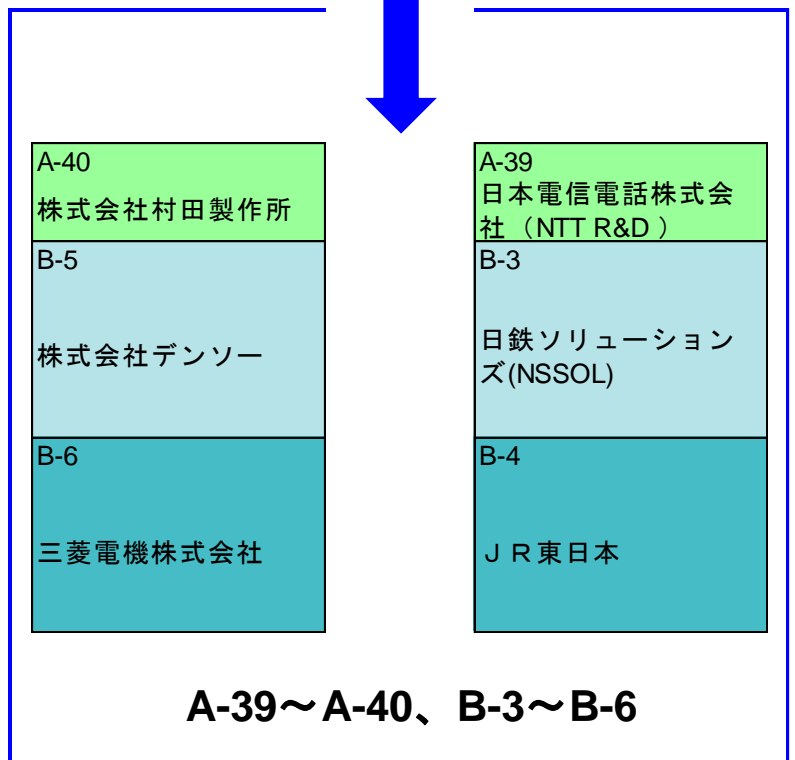 A-40
株式会社村田製作所
B-5
株式会社デンソー
B-6
三菱電機株式会社
A-39
日本電信電話株式会
社（NTT R&D ）
B-3
日鉄ソリューション
ズ(NSSOL)
B-4
ＪＲ東日本
A-39～A-40、B-3～B-6